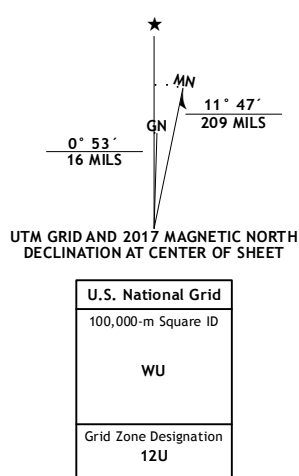 ★
MN
GN
11° 47´
209 MILS
0° 53´
16 MILS
UTM GRID AND 2017 MAGNETIC NORTH
DECLINATION AT CENTER OF SHEET
U.S. National Grid
100,000-m Square ID
WU
Grid Zone Designation
12U